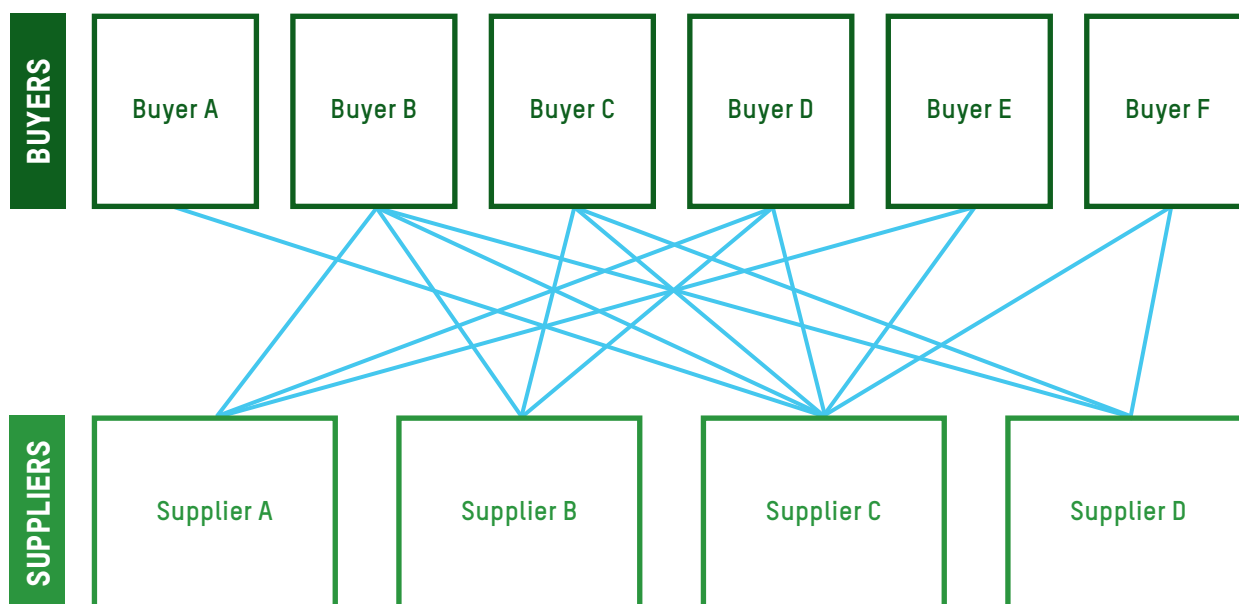 BUYERS
Buyer A
Buyer B
Buyer C
Buyer D
Buyer E
Buyer F
SUPPLIERS
Supplier A
Supplier B
Supplier C
Supplier D